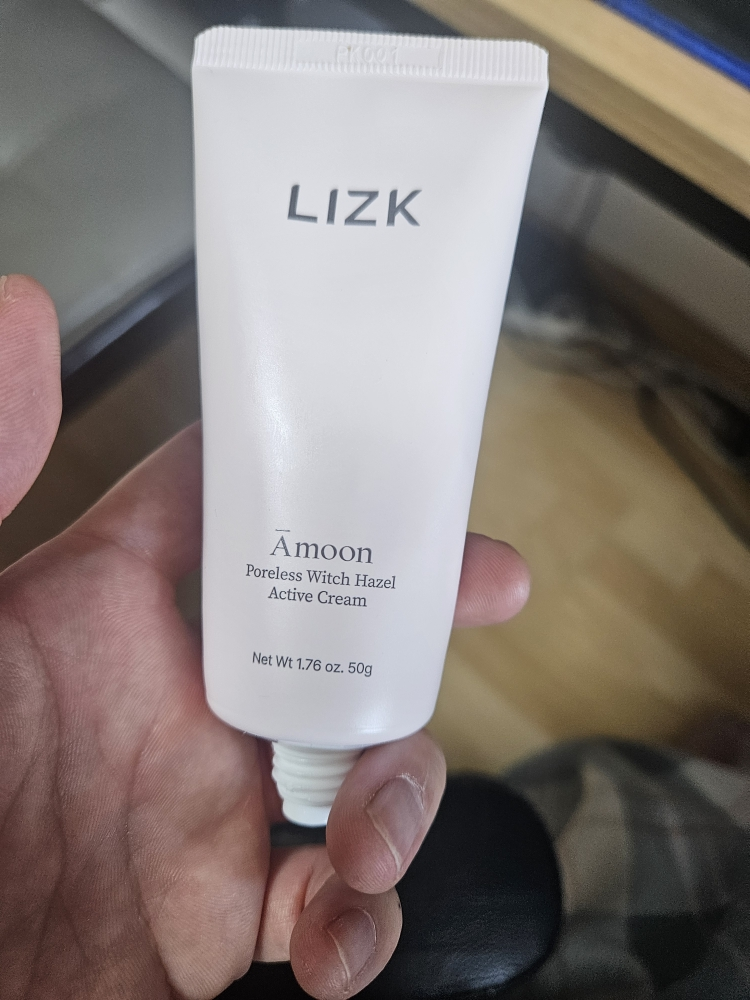 LIZK
Āmoon
Poreless Witch Hazel
Active Cream
Net Wt 1.76 oz. 50g